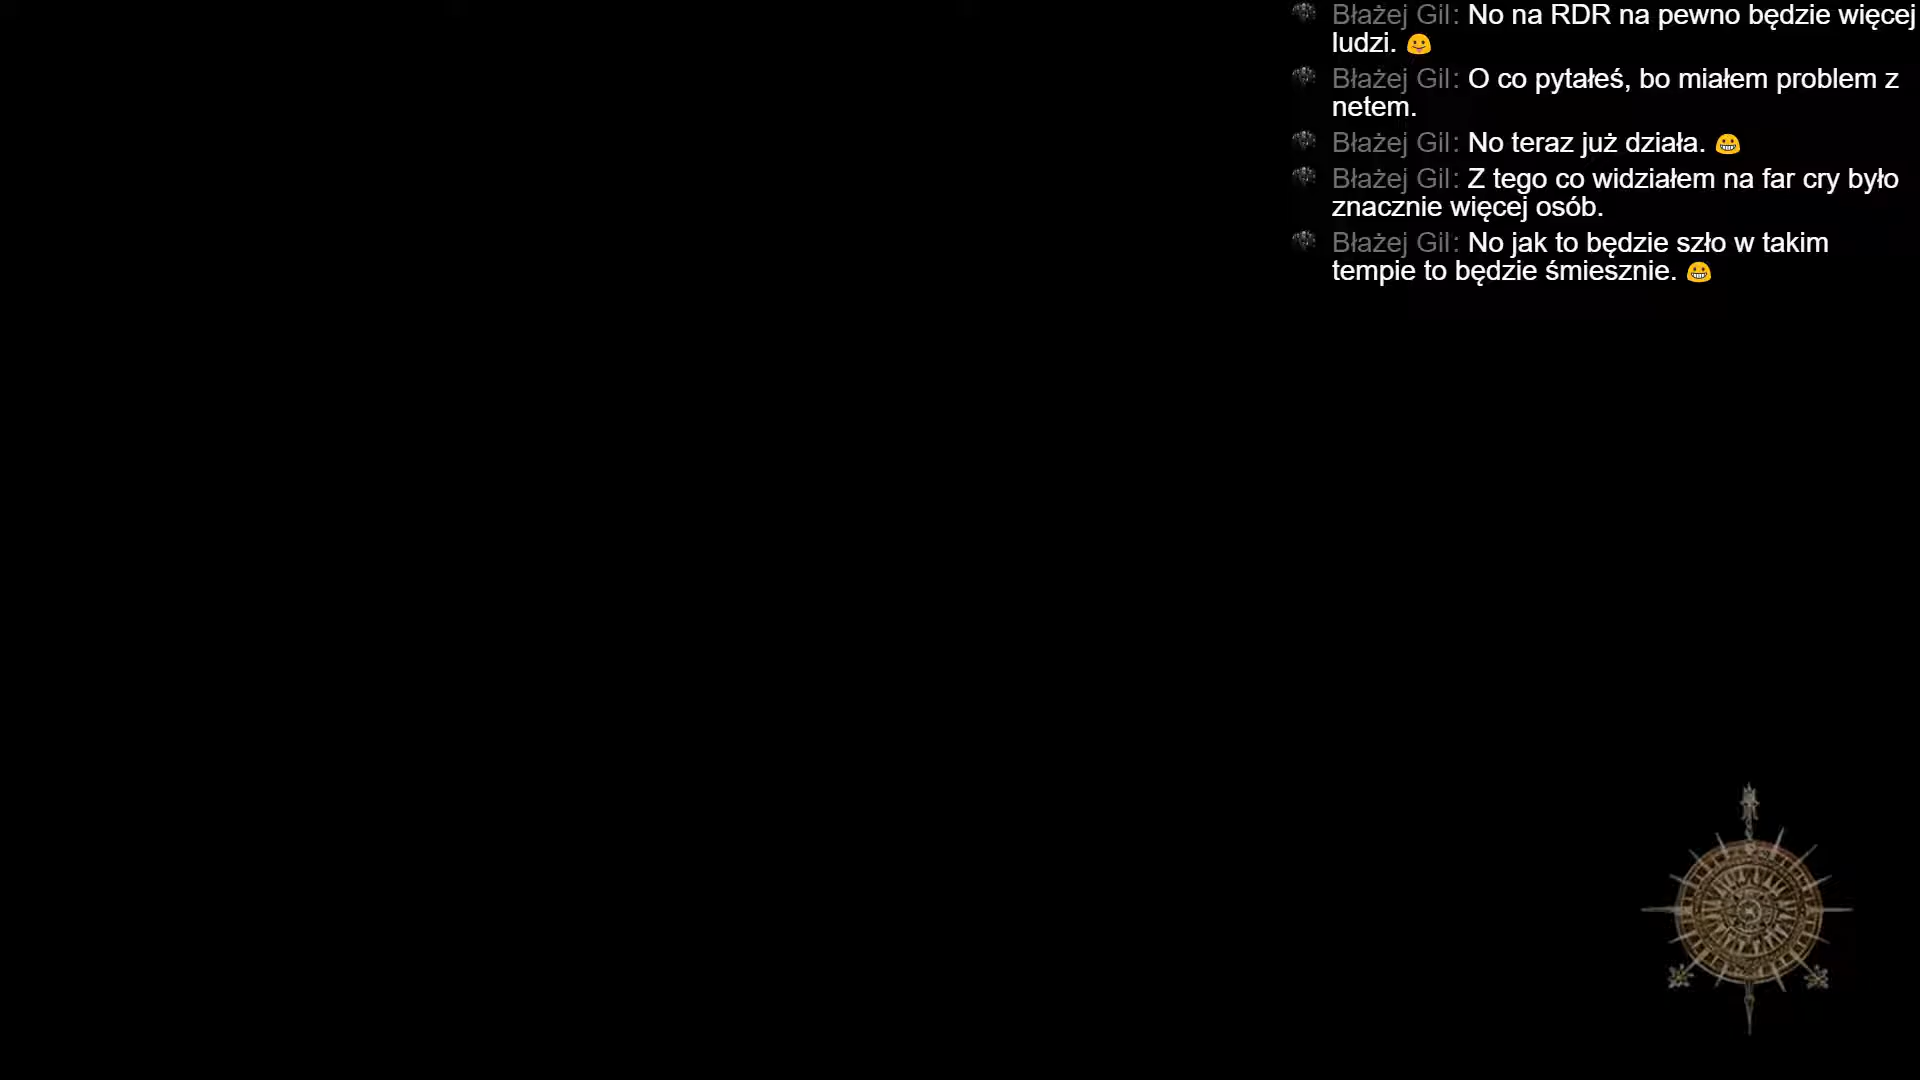 Błażej Gil: No na RDR na pewno będzie więcej
ludzi. 🙂
Błażej Gil: O co pytałeś, bo miałem problem z
netem.
Błażej Gil: No teraz już działa. 😁
Błażej Gil: Z tego co widziałem na far cry było
znacznie więcej osób.
Błażej Gil: No jak to będzie szło w takim
tempie to będzie śmiesznie. 😁